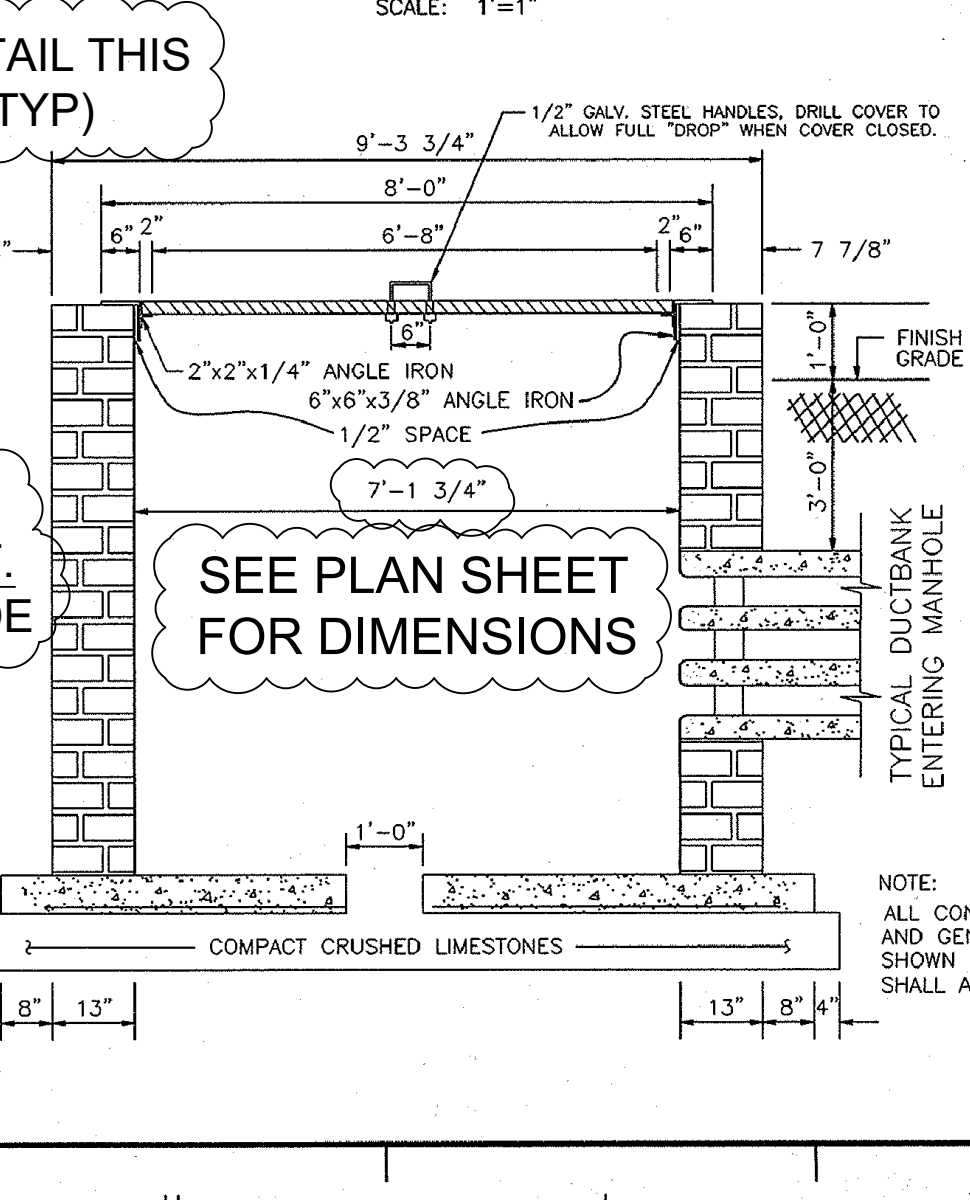 SCALE: 1'=1"
THIS
TYP)
1/2" GALV. STEEL HANDLES, DRILL COVER TO
ALLOW FULL "DROP" WHEN COVER CLOSED.
9'-3 3/4"
8'-0"
6" 2" 6'-8" 2" 6"
7 7/8"
6"
1'-0"
FINISH
GRADE
2"x2"x1/4" ANGLE IRON
6"x6"x3/8" ANGLE IRON
1/2" SPACE
7'-1 3/4"
3'-0"
SEE PLAN SHEET
FOR DIMENSIONS
TYPICAL DUCTBANK
ENTERING MANHOLE
1'-0"
COMPACT CRUSHED LIMESTONES
NOTE:
ALL
AND
SHOWN
SHALL
8" 13" 13" 8" 4"